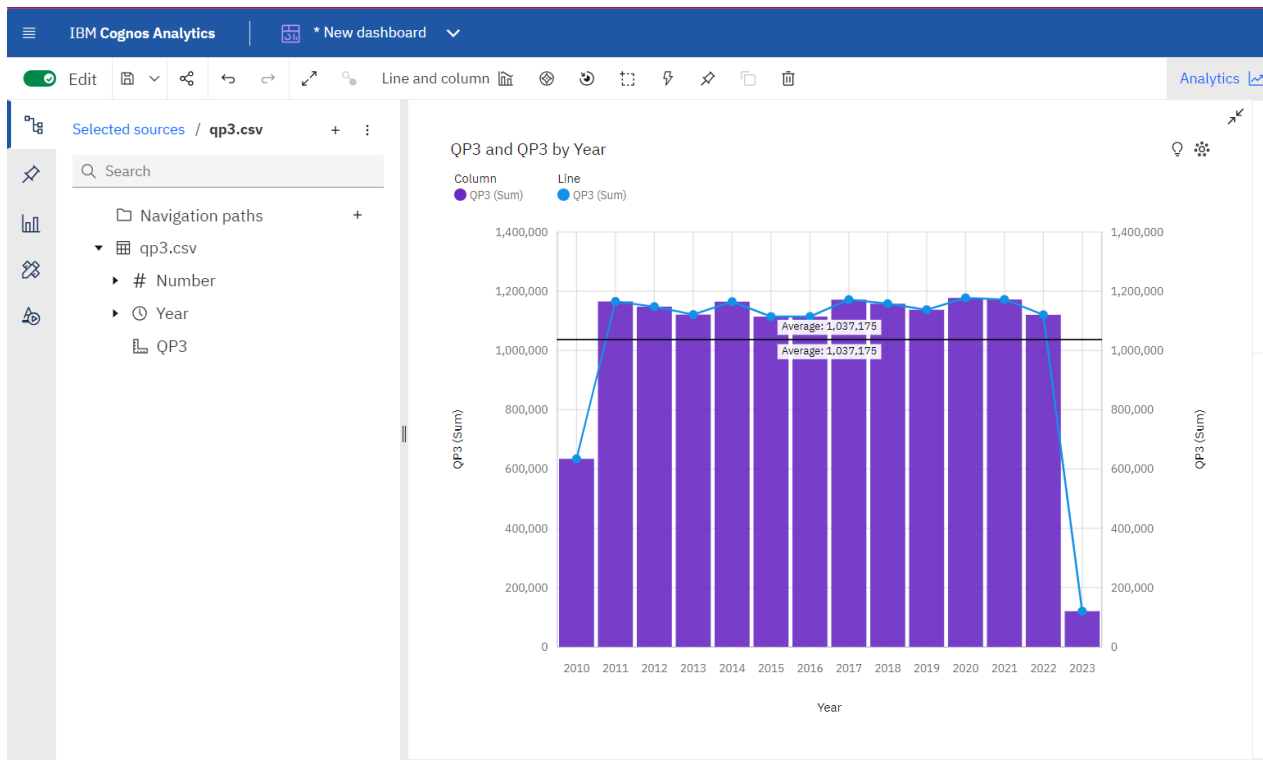 IBM Cognos Analytics
* New dashboard
Edit
Line and column
Analytics
Selected sources / qp3.csv
Search
Navigation paths
qp3.csv
# Number
Year
QP3
QP3 and QP3 by Year
Column
QP3 (Sum)
Line
QP3 (Sum)
1,400,000
1,200,000
1,000,000
800,000
600,000
400,000
200,000
0
QP3 (Sum)
Average: 1,037,175
Average: 1,037,175
1,400,000
1,200,000
1,000,000
800,000
600,000
400,000
200,000
0
QP3 (Sum)
2010 2011 2012 2013 2014 2015 2016 2017 2018 2019 2020 2021 2022 2023
Year